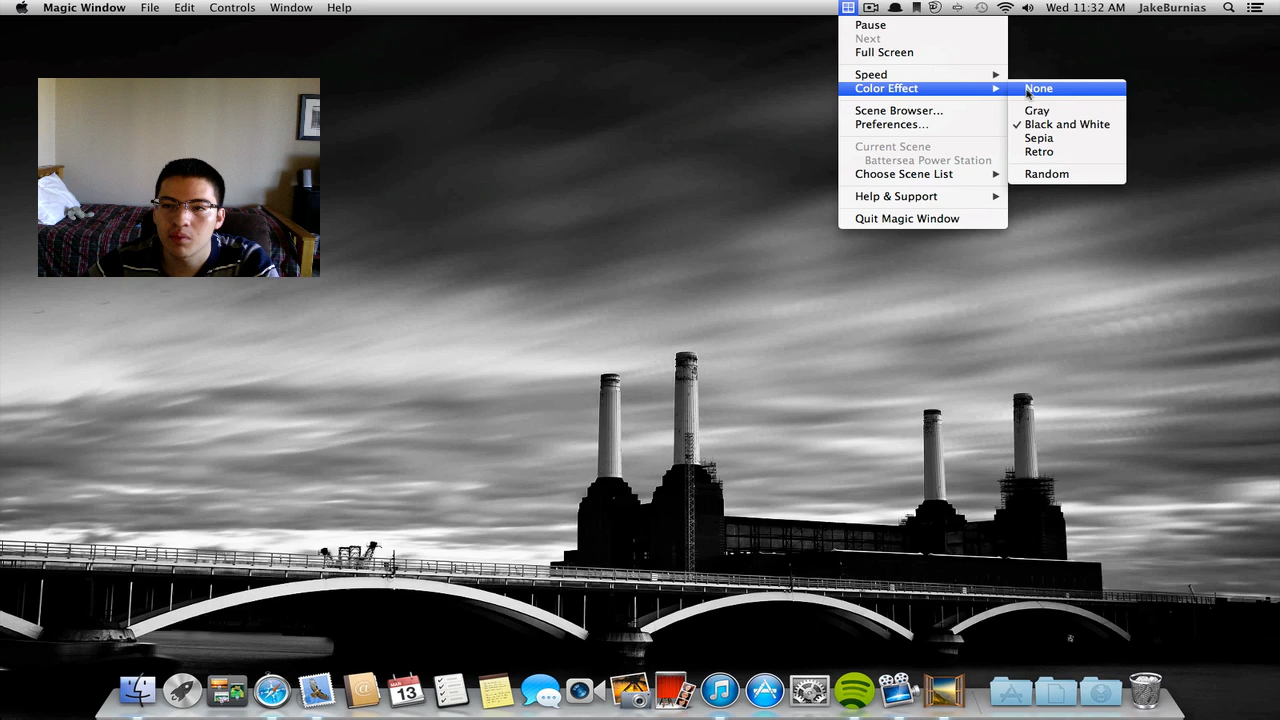 Magic Window File Edit Controls Window Help Wed 11:32 AM JakeBurnias
Pause
Next
Full Screen
Speed
Color Effect
Scene Browser...
Preferences...
Current Scene
Battersea Power Station
Choose Scene List
Help & Support
Quit Magic Window
None
Gray
Black and White
Sepia
Retro
Random
MAR
13